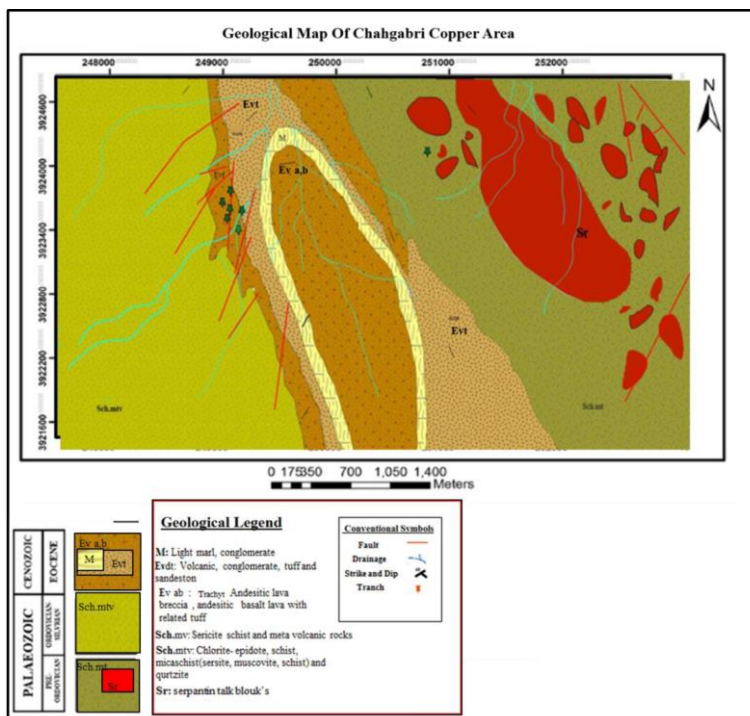 Geological Map Of Chahgabri Copper Area
248000 249000 250000 251000 252000
N
3924600
3924000
3923400
3922800
3922200
3921600
Evt
M
Ev a,b
Sr
Evt
Sch.mtv
Sch.mt
0 175350 700 1,050 1,400
Meters
CENOZOIC
EOCENE
Ev a,b
M
Evt
PALAEOZOIC
ORDOVICIAN-
SILVRIAN
Sch.mtv
PRE-
ORDOVICIAN
Sch.mt
Sr
Geological Legend
M: Light marl, conglomerate
Evdt: Volcanic, conglomerate, tuff and
sandeston
Ev ab : Trachyt Andesitic lava
breccia , andesitic basalt lava with
related tuff
Sch.mv: Sericite schist and meta volcanic rocks
Sch.mtv: Chlorite- epidote, schist,
micaschist(sersite, muscovite, schist) and
qurtzite
Sr: serpantin talk blouk's
Conventional Symbols
Fault
Drainage
Strike and Dip
Tranch